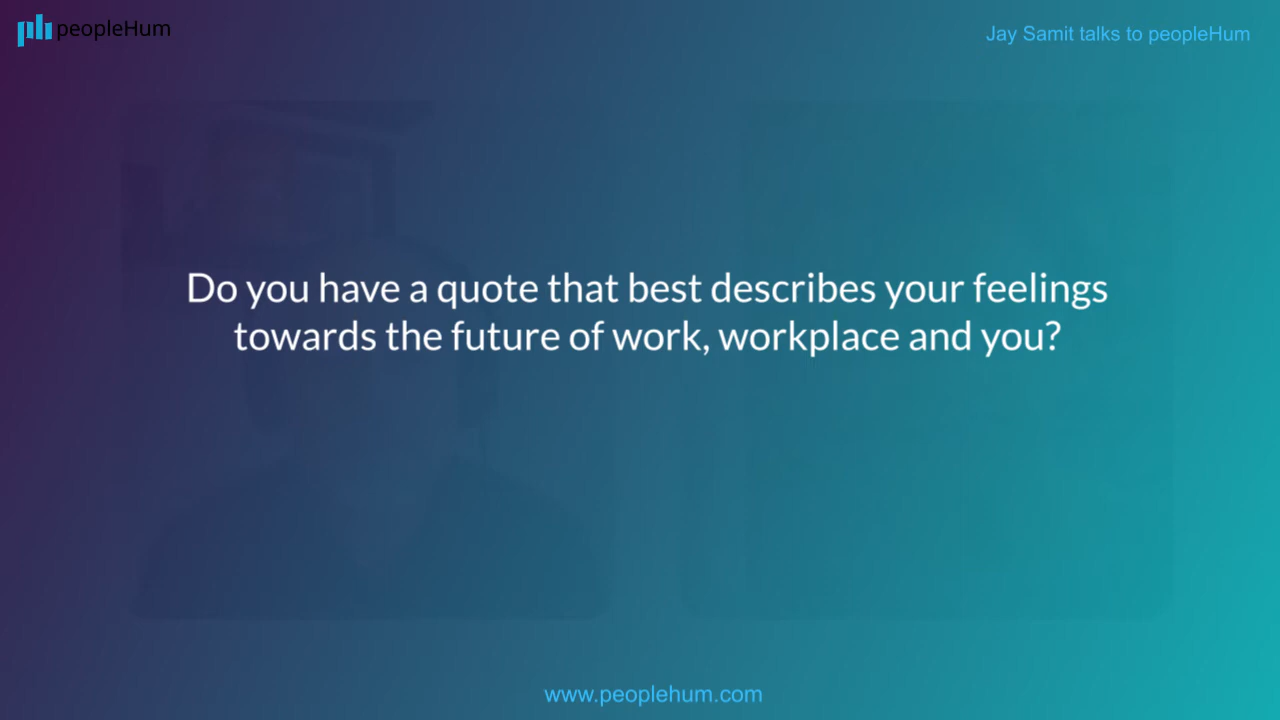 peopleHum
Jay Samit talks to peopleHum
Do you have a quote that best describes your feelings
towards the future of work, workplace and you?
www.peoplehum.com